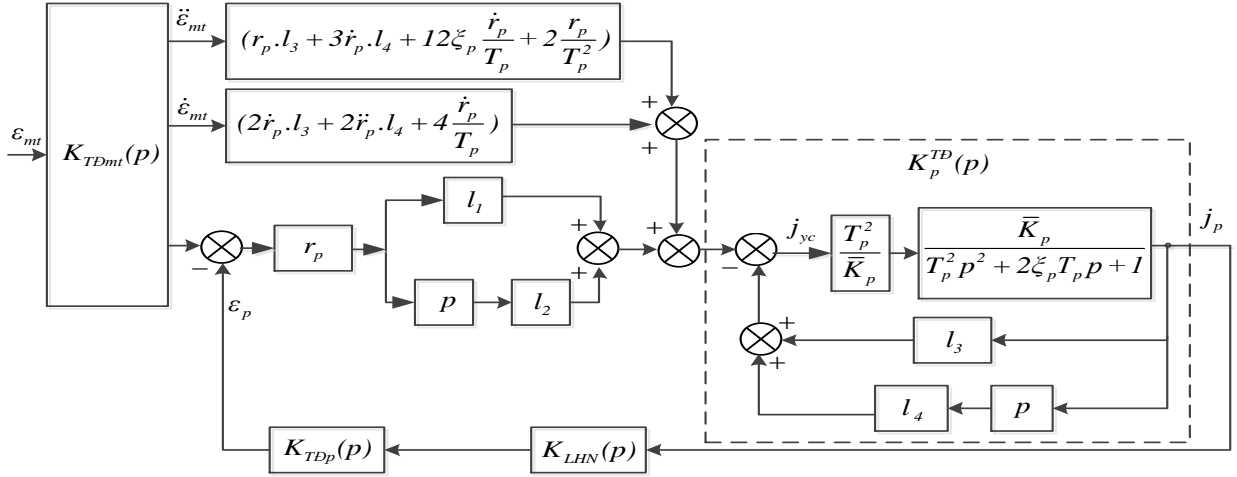 ε̈_mt
(r_p.l_3 + 3ṙ_p.l_4 + 12ξ_p ṙ_p/T_p + 2 r_p/T_p^2)
ε̇_mt
(2ṙ_p.l_3 + 2r̈_p.l_4 + 4 ṙ_p/T_p)
+
+
ε_mt
K_TĐmt(p)
K_p^TĐ(p)
l_1
+
+
j_yc
T_p^2/K̅_p
K̅_p/(T_p^2 p^2 + 2ξ_p T_p p + 1)
j̇_p
−
r_p
+
+
−
p
l_2
ε_p
+
+
l_3
l_4
p
K_TĐp(p)
K_LHN(p)